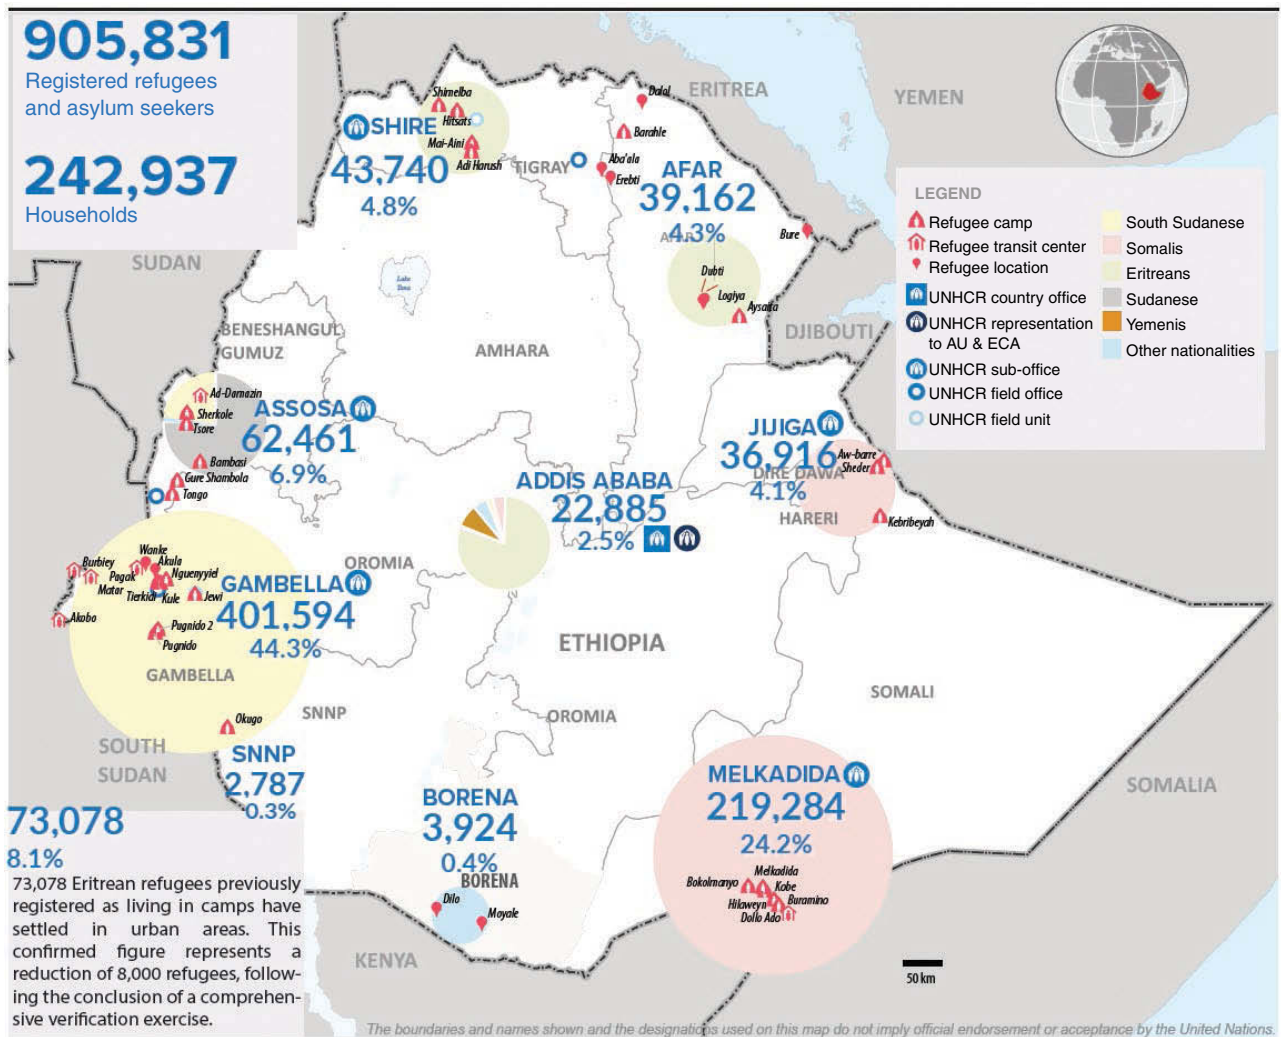 905,831
Registered refugees
and asylum seekers
242,937
Households
ERITREA
YEMEN
SUDAN
DJIBOUTI
SOUTH
SUDAN
KENYA
SOMALIA
ETHIOPIA
Shimelba
Hitsats
SHIRE
Mai-Aini
Adi Harush
43,740
4.8%
TIGRAY
Dalol
Barahle
Aba'ala
Erebti
AFAR
39,162
4.3%
Bure
Dubti
Logiya
Aysaita
Lake
Tana
BENESHANGUL
GUMUZ
AMHARA
Ad-Damazin
Sherkole
Tsore
ASSOSA
62,461
6.9%
Bambasi
Gure Shambola
Tongo
JIJIGA
36,916
4.1%
DIRE DAWA
HARERI
Aw-barre
Sheder
Kebribeyah
ADDIS ABABA
22,885
2.5%
OROMIA
Wanke
Burbiey
Akula
Pagak
Nguenyyiel
Matar
Tierkidi
Kule
Jewi
Akobo
Pugnido 2
Pugnido
GAMBELLA
401,594
44.3%
GAMBELLA
Okugo
SNNP
SNNP
2,787
0.3%
OROMIA
SOMALI
BORENA
3,924
0.4%
BORENA
Dilo
Moyale
MELKADIDA
219,284
24.2%
Melkadida
Bokolmanyo
Kobe
Hilaweyn
Buramino
Dollo Ado
LEGEND
Refugee camp
Refugee transit center
Refugee location
UNHCR country office
UNHCR representation
to AU & ECA
UNHCR sub-office
UNHCR field office
UNHCR field unit
South Sudanese
Somalis
Eritreans
Sudanese
Yemenis
Other nationalities
73,078
8.1%
73,078 Eritrean refugees previously
registered as living in camps have
settled in urban areas. This
confirmed figure represents a
reduction of 8,000 refugees, follow-
ing the conclusion of a comprehen-
sive verification exercise.
50 km
The boundaries and names shown and the designations used on this map do not imply official endorsement or acceptance by the United Nations.